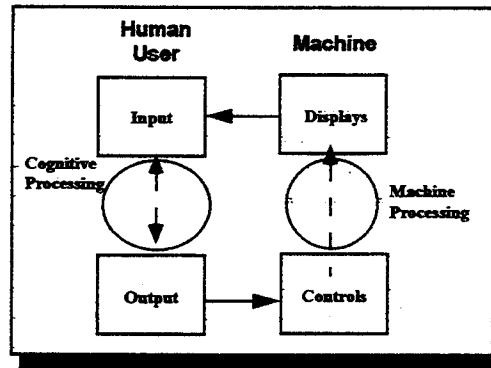 Human
User
Machine
Input
Displays
Cognitive
Processing
Machine
Processing
Output
Controls